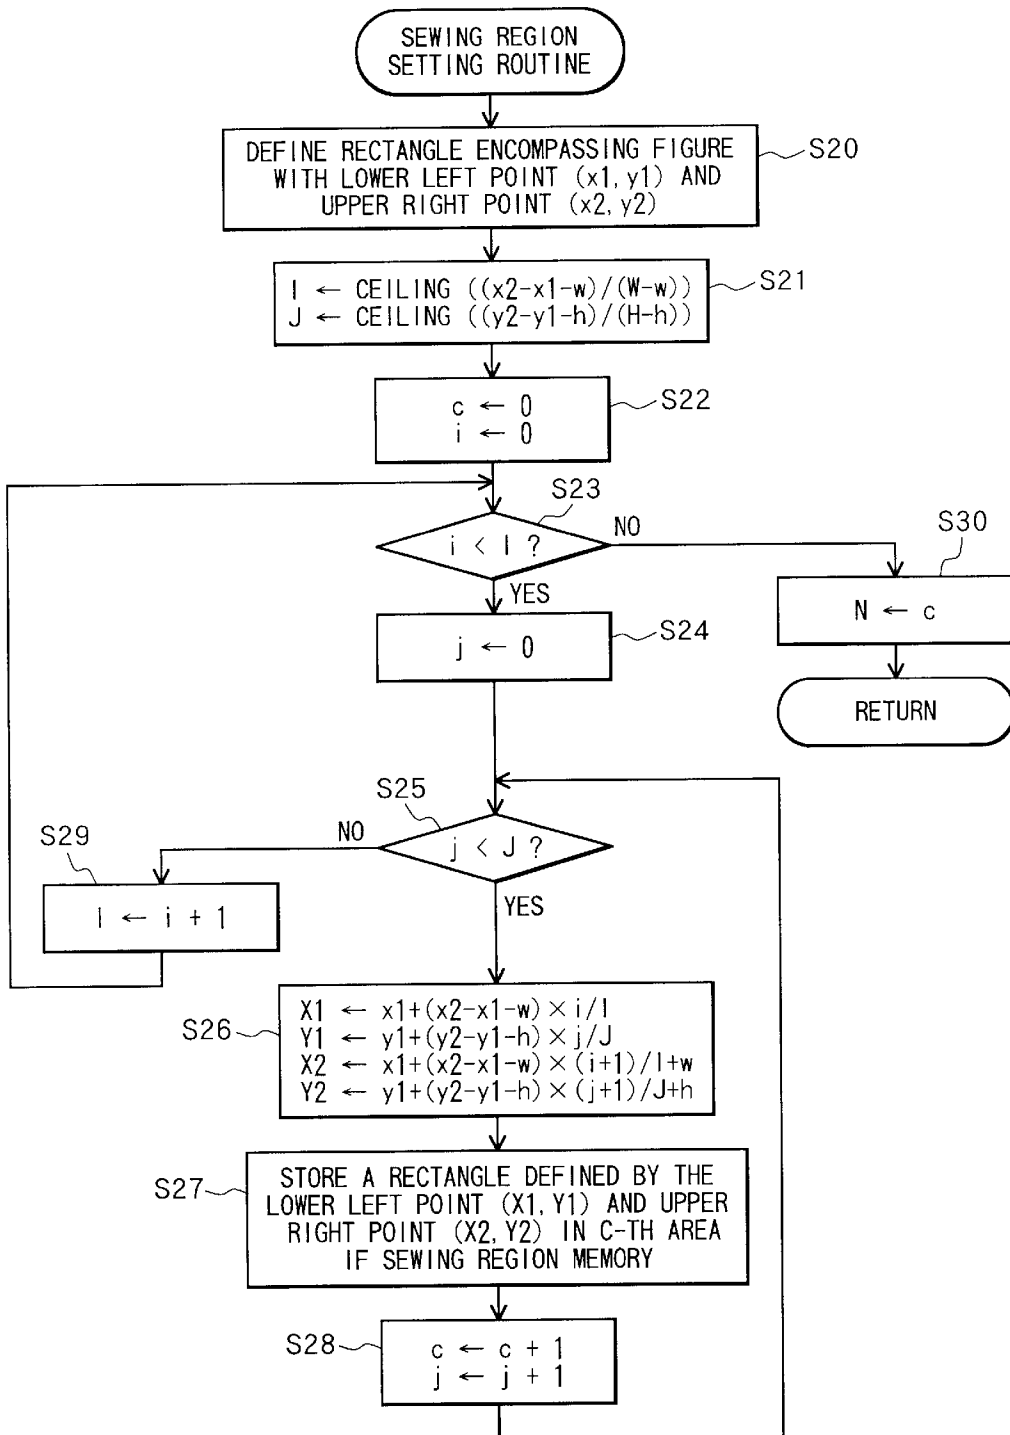 SEWING REGION
SETTING ROUTINE
DEFINE RECTANGLE ENCOMPASSING FIGURE
WITH LOWER LEFT POINT (x1, y1) AND
UPPER RIGHT POINT (x2, y2)
S20
I ← CEILING ((x2-x1-w)/(W-w))
J ← CEILING ((y2-y1-h)/(H-h))
S21
c ← 0
i ← 0
S22
S23
i < I ?
NO
YES
S30
N ← c
RETURN
j ← 0
S24
S25
j < J ?
NO
YES
S29
I ← i + 1
S26
X1 ← x1+(x2-x1-w)×i/I
Y1 ← y1+(y2-y1-h)×j/J
X2 ← x1+(x2-x1-w)×(i+1)/I+w
Y2 ← y1+(y2-y1-h)×(j+1)/J+h
S27
STORE A RECTANGLE DEFINED BY THE
LOWER LEFT POINT (X1, Y1) AND UPPER
RIGHT POINT (X2, Y2) IN C-TH AREA
IF SEWING REGION MEMORY
S28
c ← c + 1
j ← j + 1